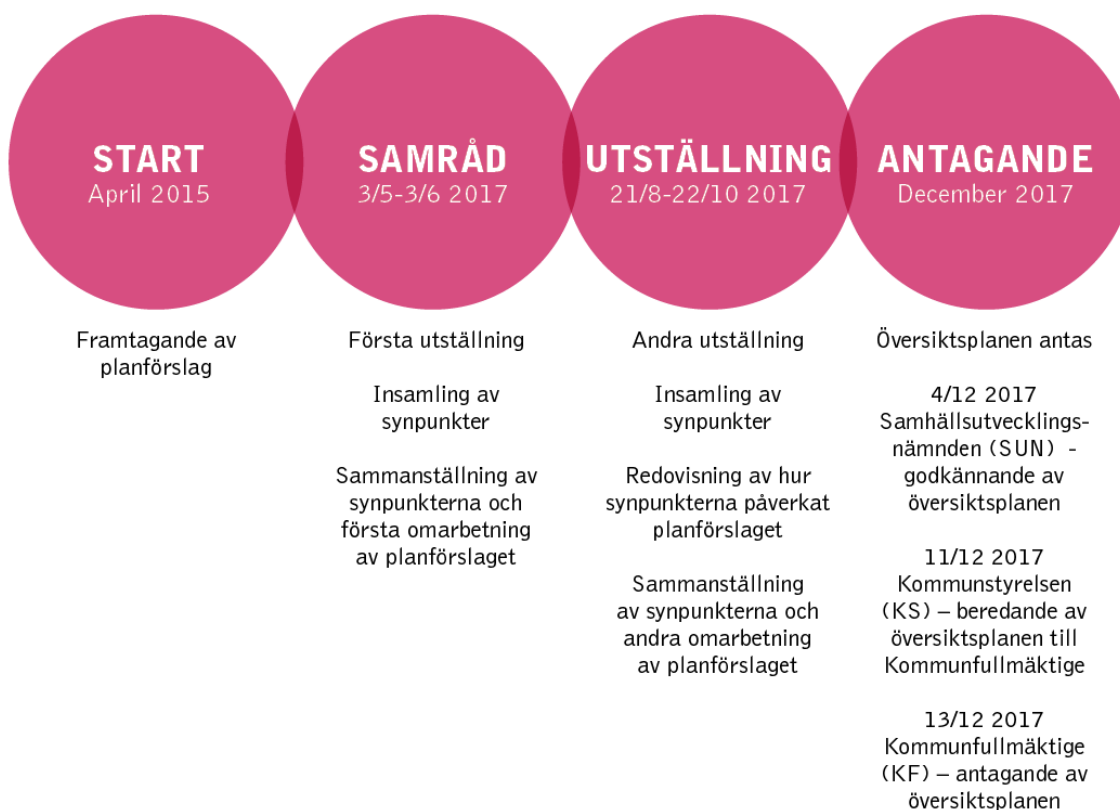 START
April 2015
Framtagande av
planförslag
SAMRÅD
3/5-3/6 2017
Första utställning
Insamling av
synpunkter
Sammanställning av
synpunkterna och
första omarbetning
av planförslaget
UTSTÄLLNING
21/8-22/10 2017
Andra utställning
Insamling av
synpunkter
Redovisning av hur
synpunkterna påverkat
planförslaget
Sammanställning
av synpunkterna och
andra omarbetning
av planförslaget
ANTAGANDE
December 2017
Översiktsplanen antas
4/12 2017
Samhällsutvecklings-
nämnden (SUN) -
godkännande av
översiktsplanen
11/12 2017
Kommunstyrelsen
(KS) – beredande av
översiktsplanen till
Kommunfullmäktige
13/12 2017
Kommunfullmäktige
(KF) – antagande av
översiktsplanen